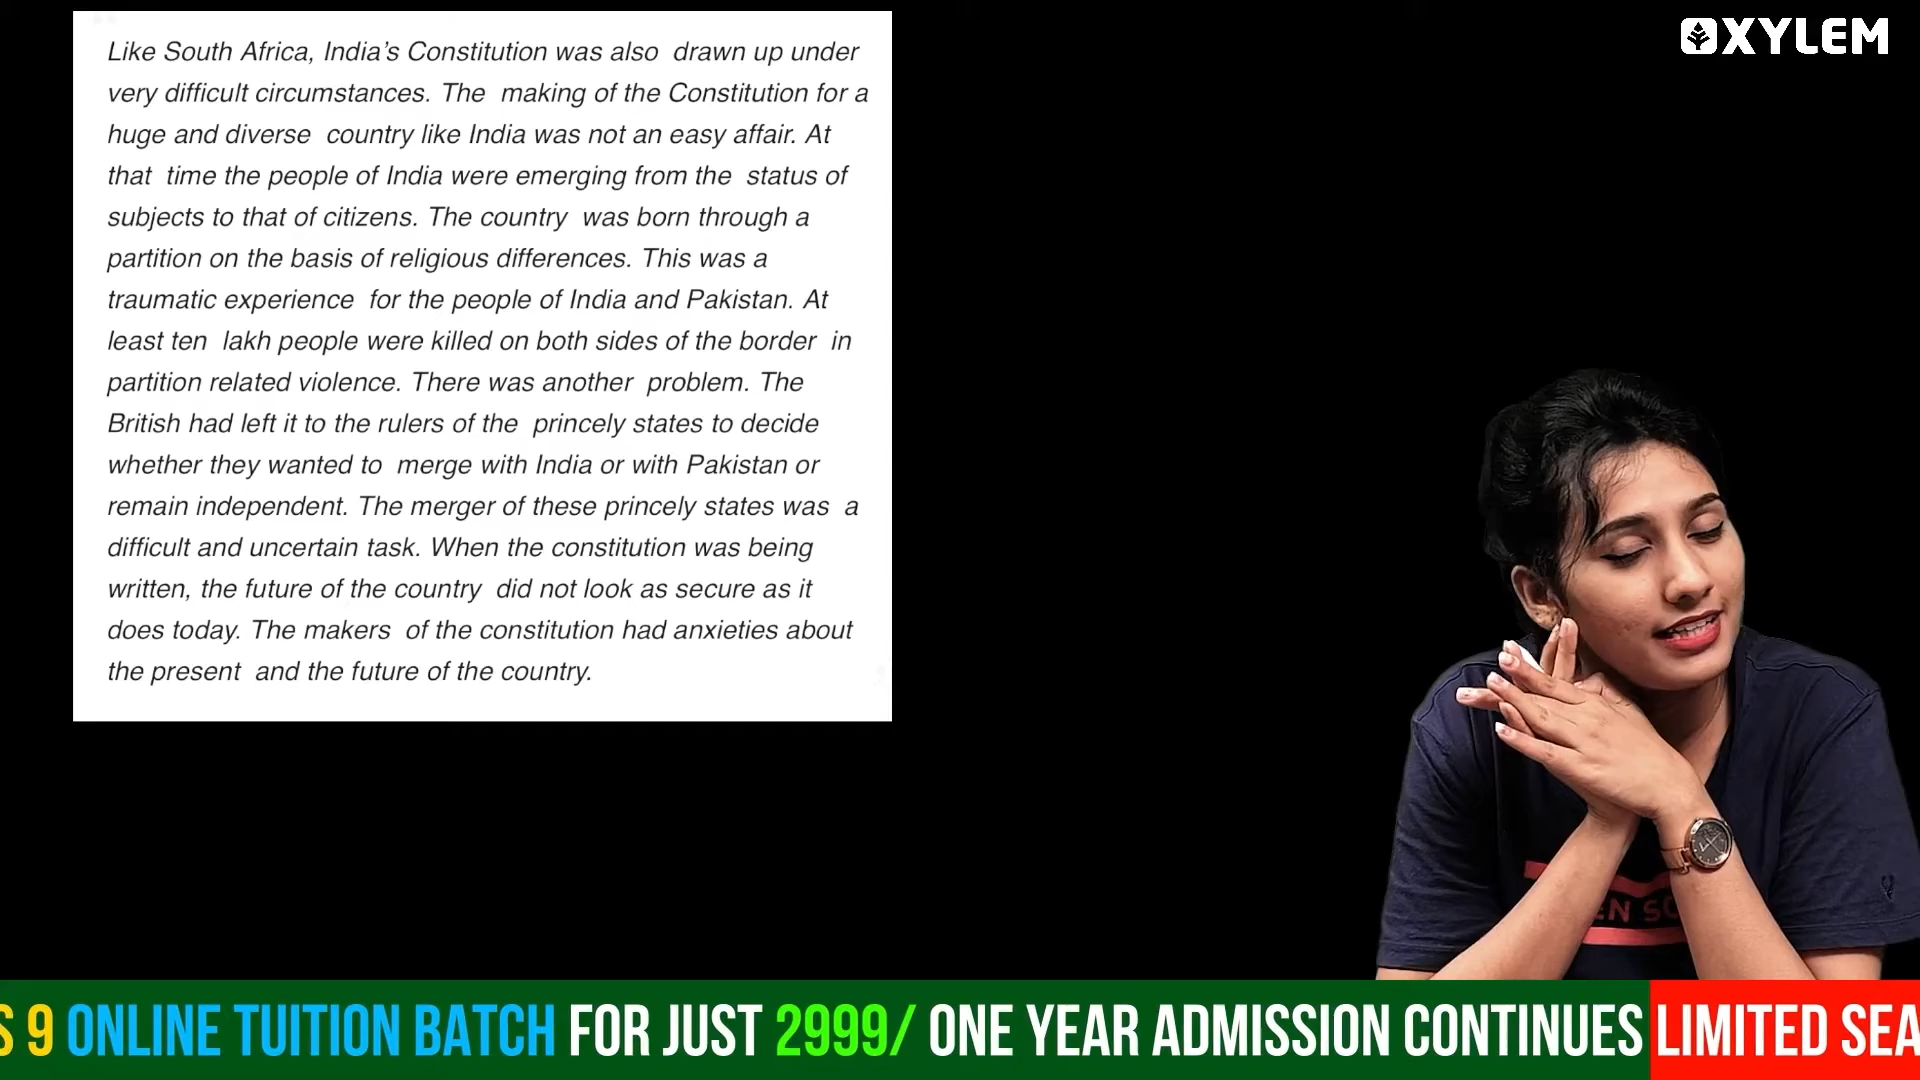 XYLEM
Like South Africa, India’s Constitution was also drawn up under
very difficult circumstances. The making of the Constitution for a
huge and diverse country like India was not an easy affair. At
that time the people of India were emerging from the status of
subjects to that of citizens. The country was born through a
partition on the basis of religious differences. This was a
traumatic experience for the people of India and Pakistan. At
least ten lakh people were killed on both sides of the border in
partition related violence. There was another problem. The
British had left it to the rulers of the princely states to decide
whether they wanted to merge with India or with Pakistan or
remain independent. The merger of these princely states was a
difficult and uncertain task. When the constitution was being
written, the future of the country did not look as secure as it
does today. The makers of the constitution had anxieties about
the present and the future of the country.
S 9 ONLINE TUITION BATCH FOR JUST 2999/ ONE YEAR ADMISSION CONTINUES LIMITED SEA